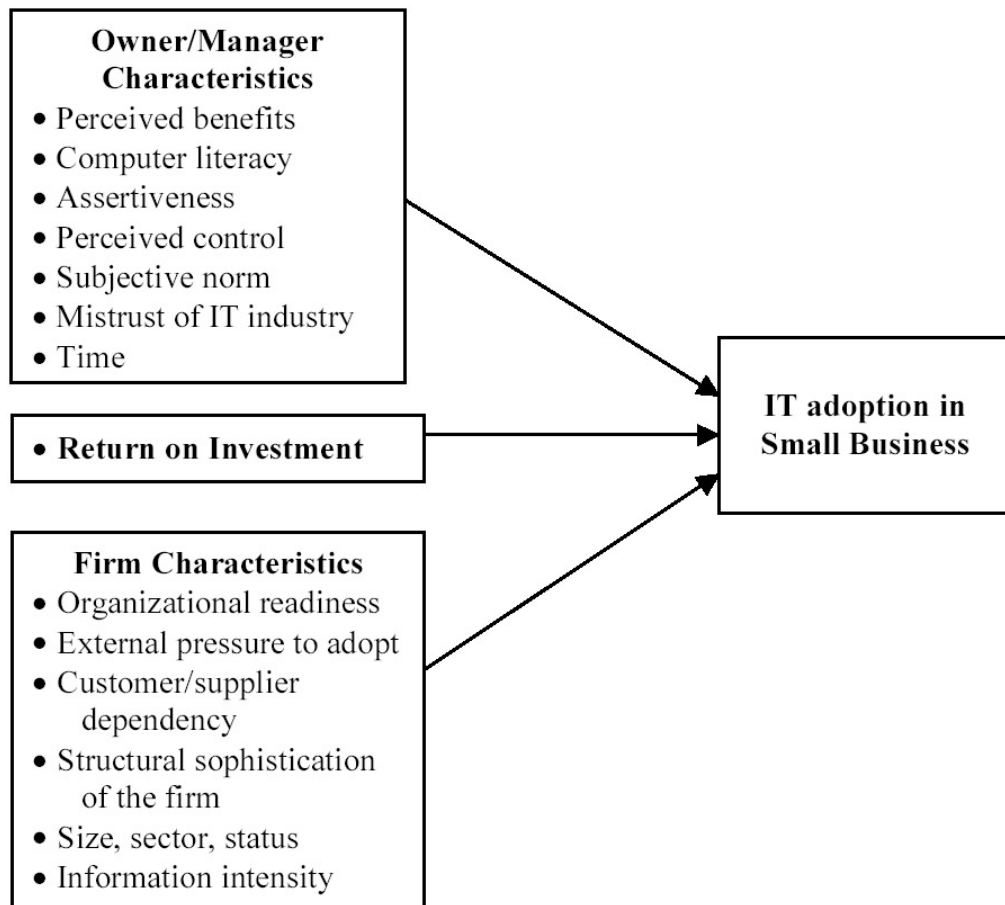 Owner/Manager
Characteristics
• Perceived benefits
• Computer literacy
• Assertiveness
• Perceived control
• Subjective norm
• Mistrust of IT industry
• Time
• Return on Investment
Firm Characteristics
• Organizational readiness
• External pressure to adopt
• Customer/supplier
dependency
• Structural sophistication
of the firm
• Size, sector, status
• Information intensity
IT adoption in
Small Business